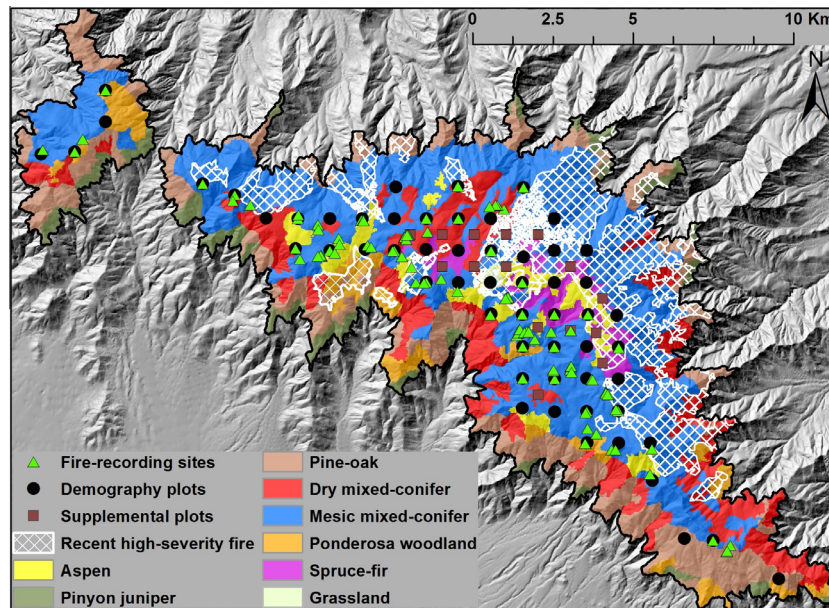 0 2.5 5 10 Km
N
Fire-recording sites
Demography plots
Supplemental plots
Recent high-severity fire
Aspen
Pinyon juniper
Pine-oak
Dry mixed-conifer
Mesic mixed-conifer
Ponderosa woodland
Spruce-fir
Grassland